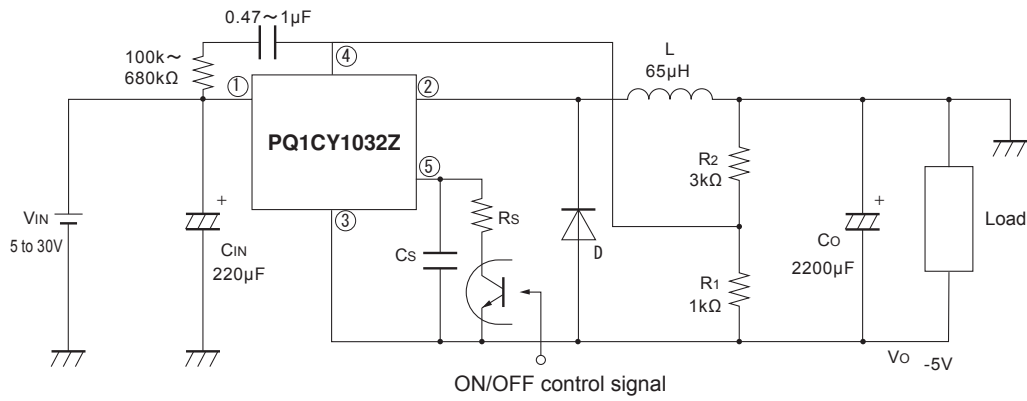 0.47～1μF
100k～
680kΩ
④
L
65μH
①
②
PQ1CY1032Z
⑤
R2
3kΩ
③
RS
VIN
5 to 30V
CIN
220μF
CS
D
Load
CO
2200μF
R1
1kΩ
VO -5V
ON/OFF control signal